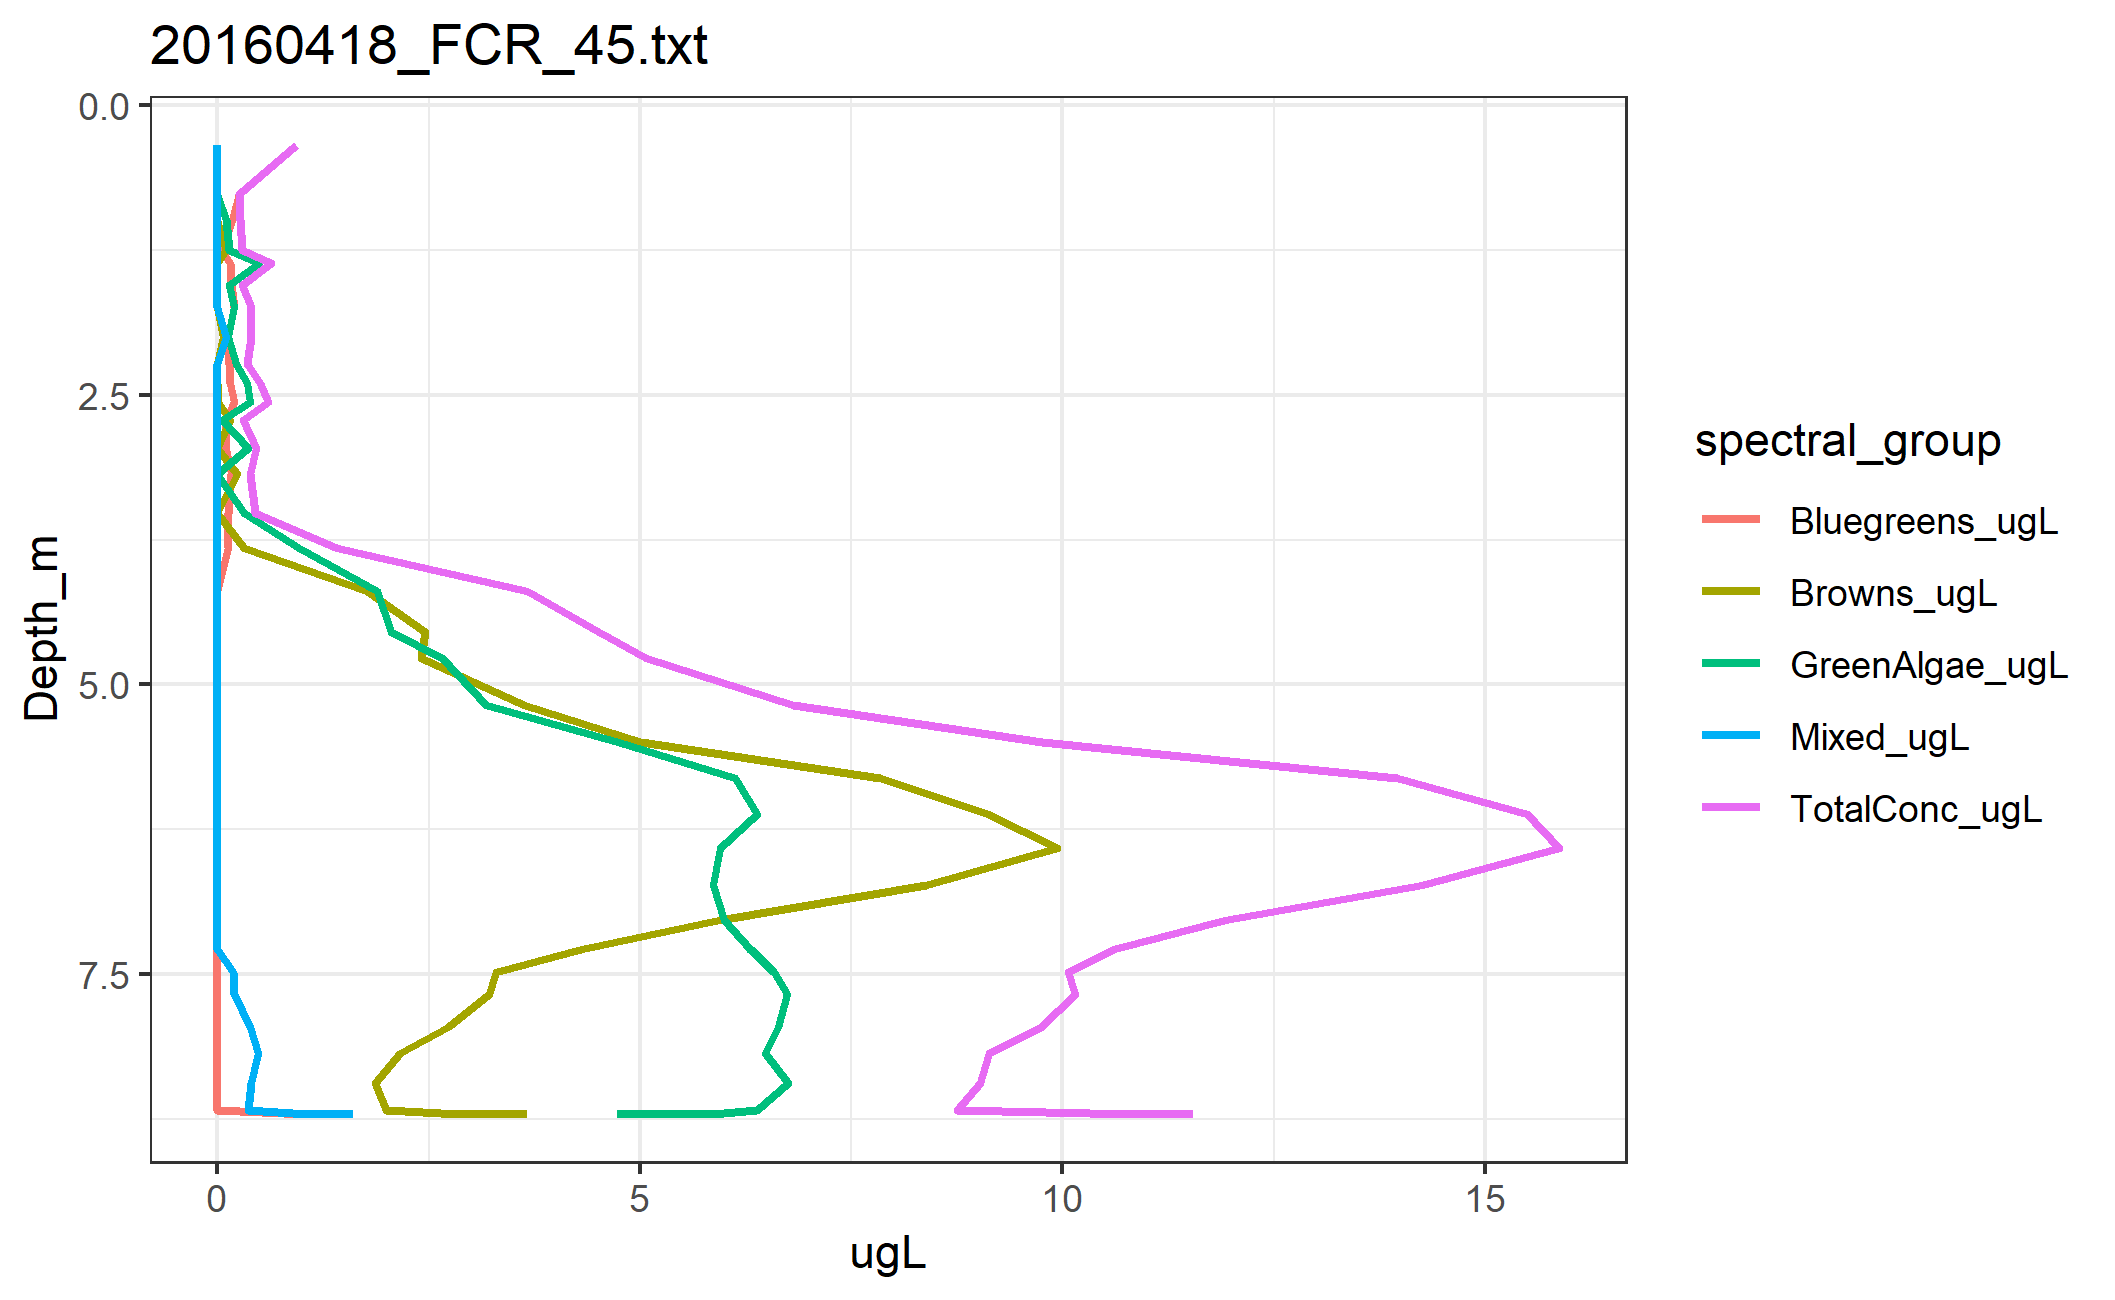 20160418_FCR_45.txt
0.0
2.5
5.0
7.5
Depth_m
0
5
10
15
ugL
spectral_group
Bluegreens_ugL
Browns_ugL
GreenAlgae_ugL
Mixed_ugL
TotalConc_ugL